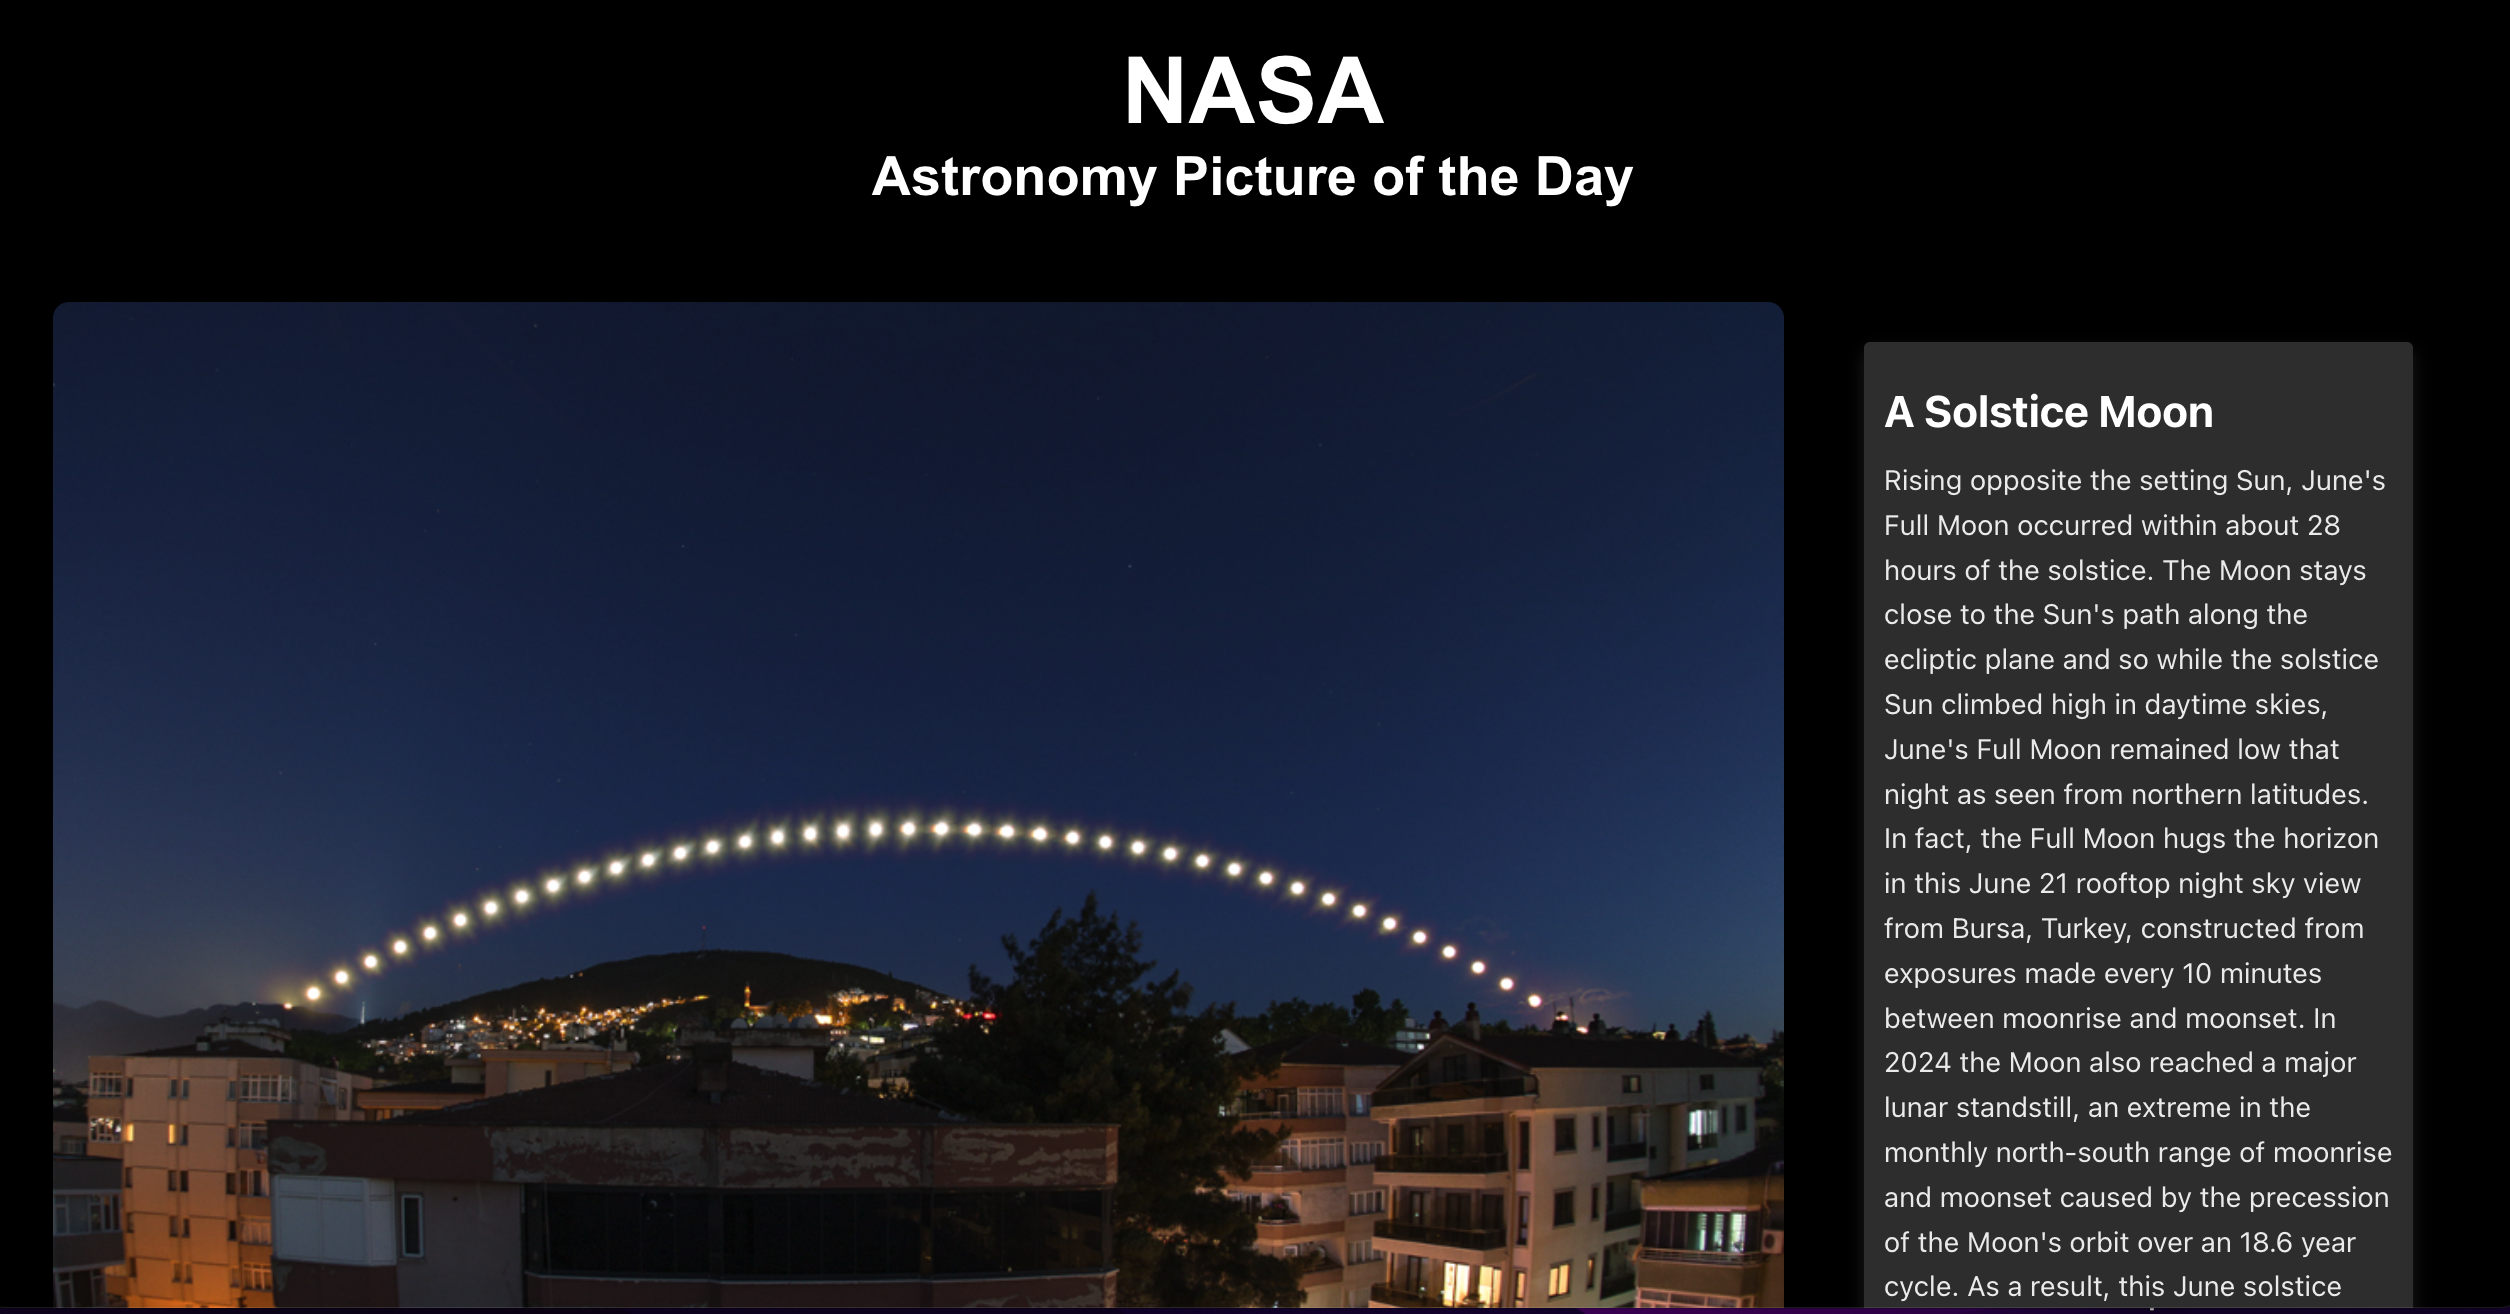 NASA
Astronomy Picture of the Day
A Solstice Moon
Rising opposite the setting Sun, June's
Full Moon occurred within about 28
hours of the solstice. The Moon stays
close to the Sun's path along the
ecliptic plane and so while the solstice
Sun climbed high in daytime skies,
June's Full Moon remained low that
night as seen from northern latitudes.
In fact, the Full Moon hugs the horizon
in this June 21 rooftop night sky view
from Bursa, Turkey, constructed from
exposures made every 10 minutes
between moonrise and moonset. In
2024 the Moon also reached a major
lunar standstill, an extreme in the
monthly north-south range of moonrise
and moonset caused by the precession
of the Moon's orbit over an 18.6 year
cycle. As a result, this June solstice